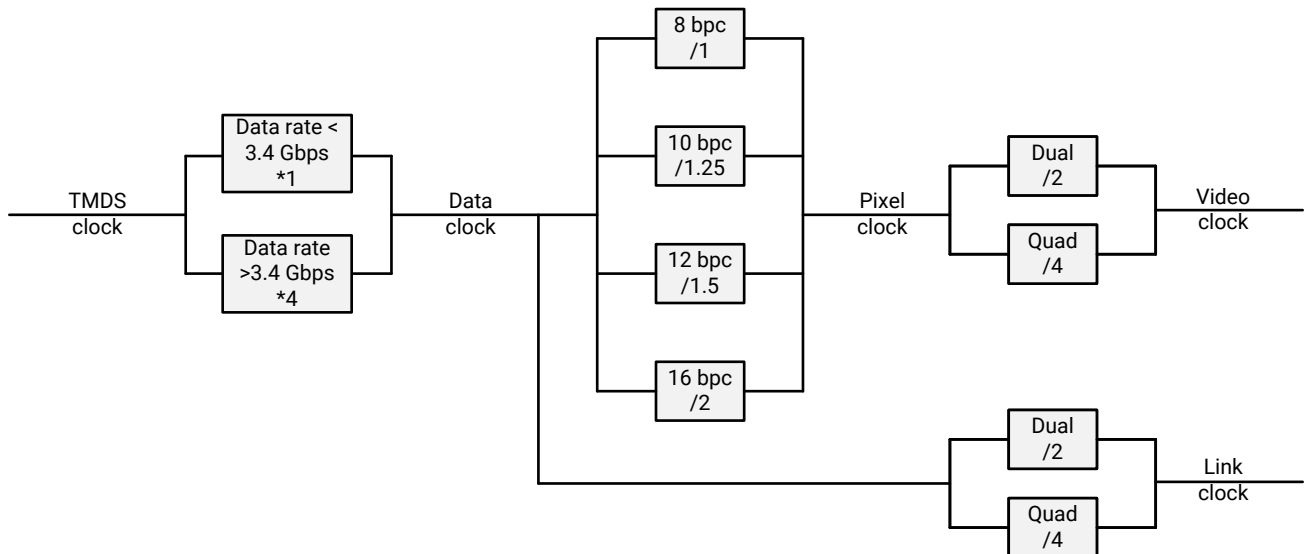 8 bpc
/1
Data rate <
3.4 Gbps
*1
10 bpc
/1.25
Dual
/2
TMDS
clock
Data
clock
Pixel
clock
Video
clock
Data rate
>3.4 Gbps
*4
12 bpc
/1.5
Quad
/4
16 bpc
/2
Dual
/2
Link
clock
Quad
/4